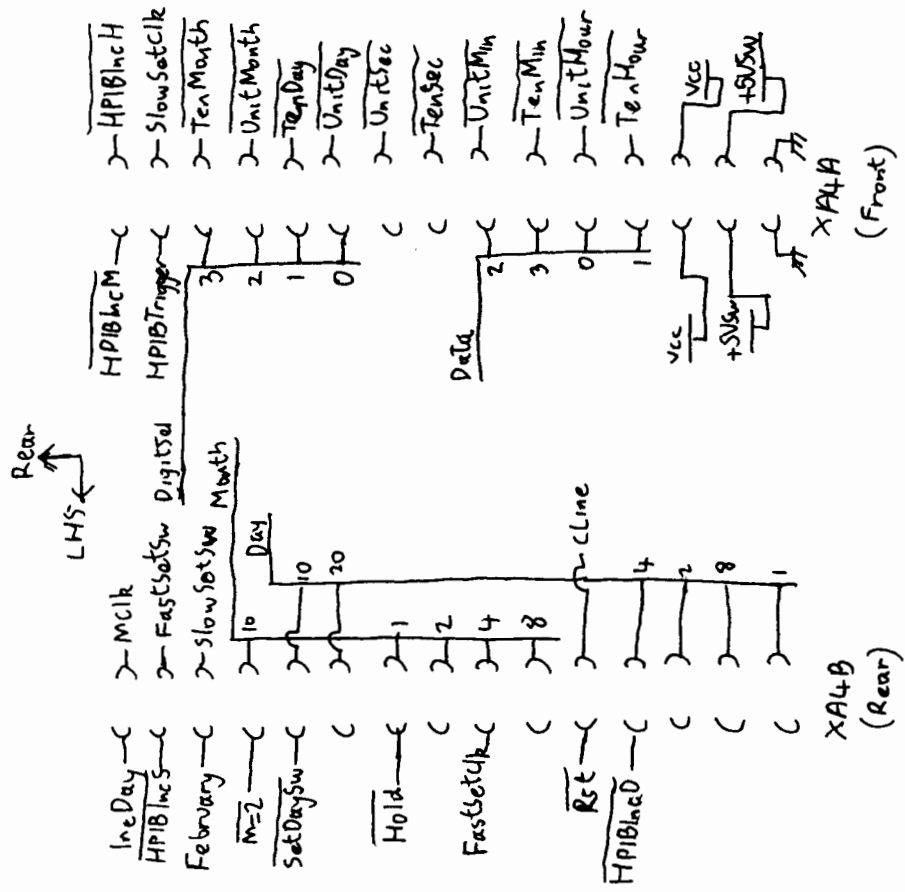 Rear
LHS
IncDay MClk HPIBIncM HPIBIncH
HPIBIncS FastSetSw HPIBTrigger SlowSetClk
February SlowSetSw DigitSel 3 TenMonth
m=2 10 Month 2 UnitMonth
SetDaySw 10 Day 1 TenDay
20 0 UnitDay
Hold 1 UnitSec
2 TenSec
FastSetClk 4 Data 2 UnitMin
8 3 TenMin
Rst CLine 0 UnitHour
HPIBIncD 4 1 TenHour
2 Vcc Vcc
8 +5VSw +5VSw
1
XA4B XA4A
(Rear) (Front)